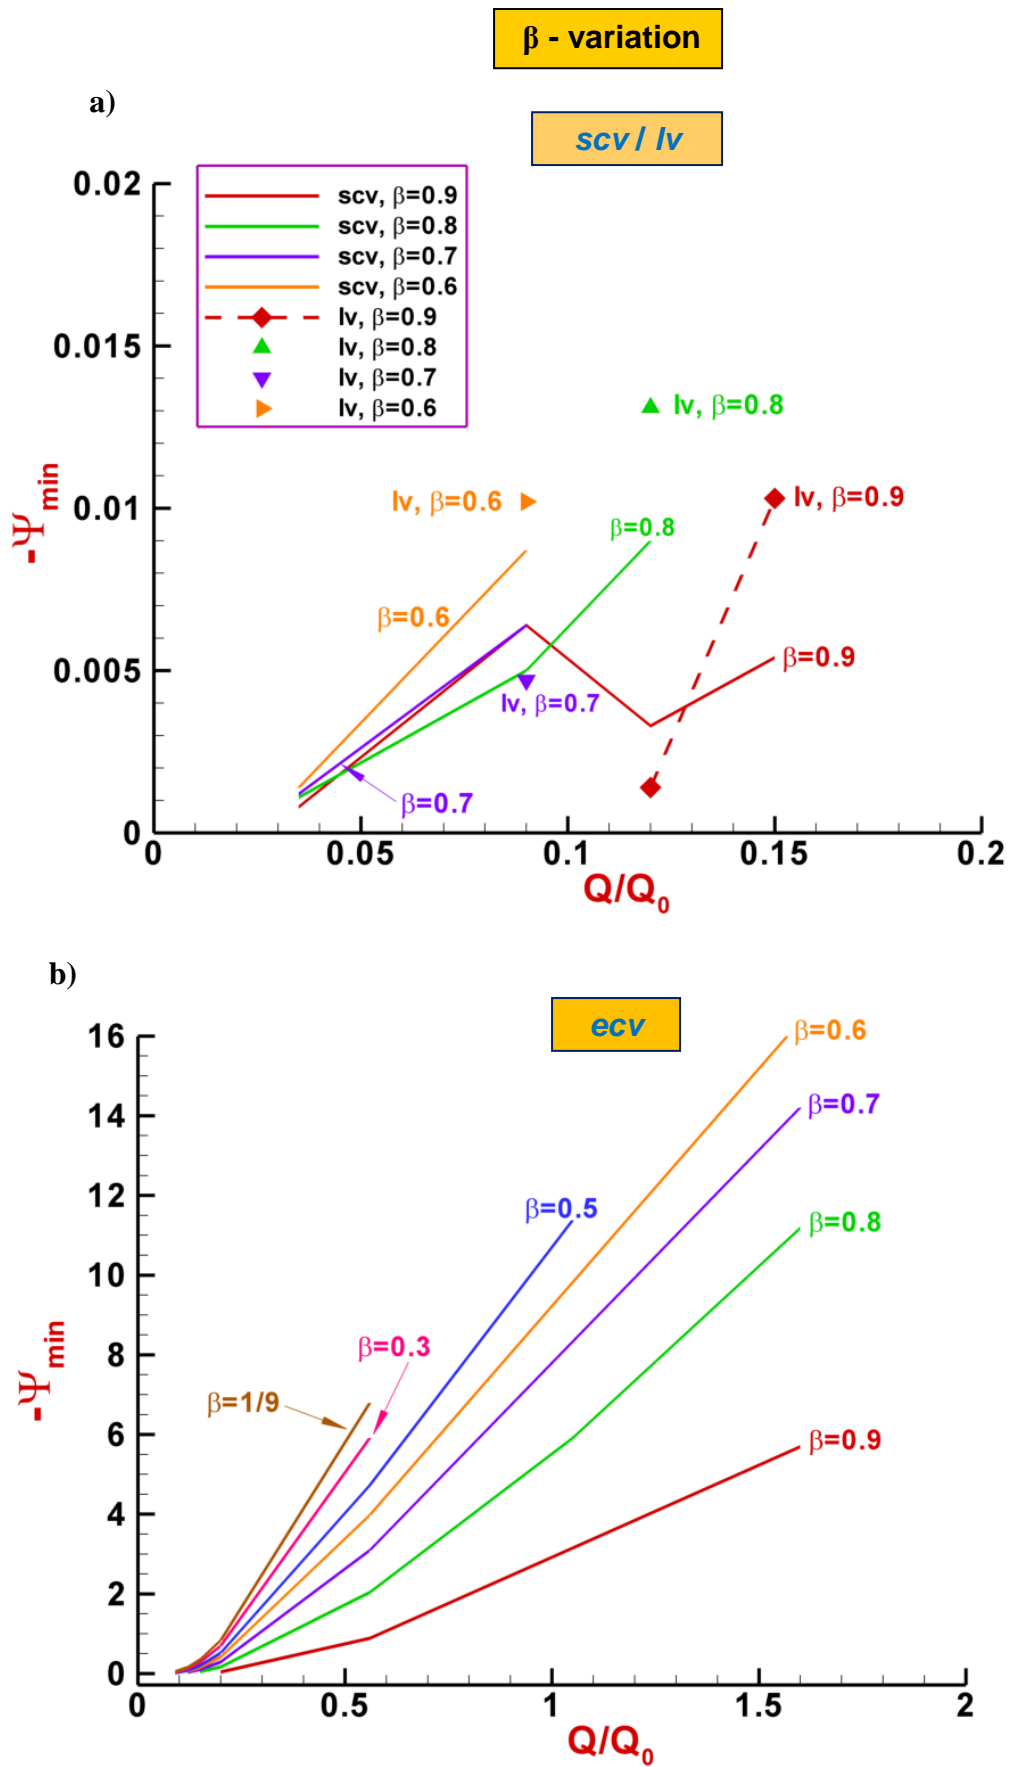 β - variation
a)
scv / lv
scv, β=0.9
scv, β=0.8
scv, β=0.7
scv, β=0.6
lv, β=0.9
lv, β=0.8
lv, β=0.7
lv, β=0.6
0.02
0.015
0.01
0.005
0
-Ψmin
lv, β=0.8
lv, β=0.6
lv, β=0.9
β=0.8
β=0.6
β=0.9
lv, β=0.7
β=0.7
0 0.05 0.1 0.15 0.2
Q/Q0
b)
ecv
16
14
12
10
8
6
4
2
0
-Ψmin
β=0.6
β=0.7
β=0.5
β=0.8
β=0.3
β=1/9
β=0.9
0 0.5 1 1.5 2
Q/Q0